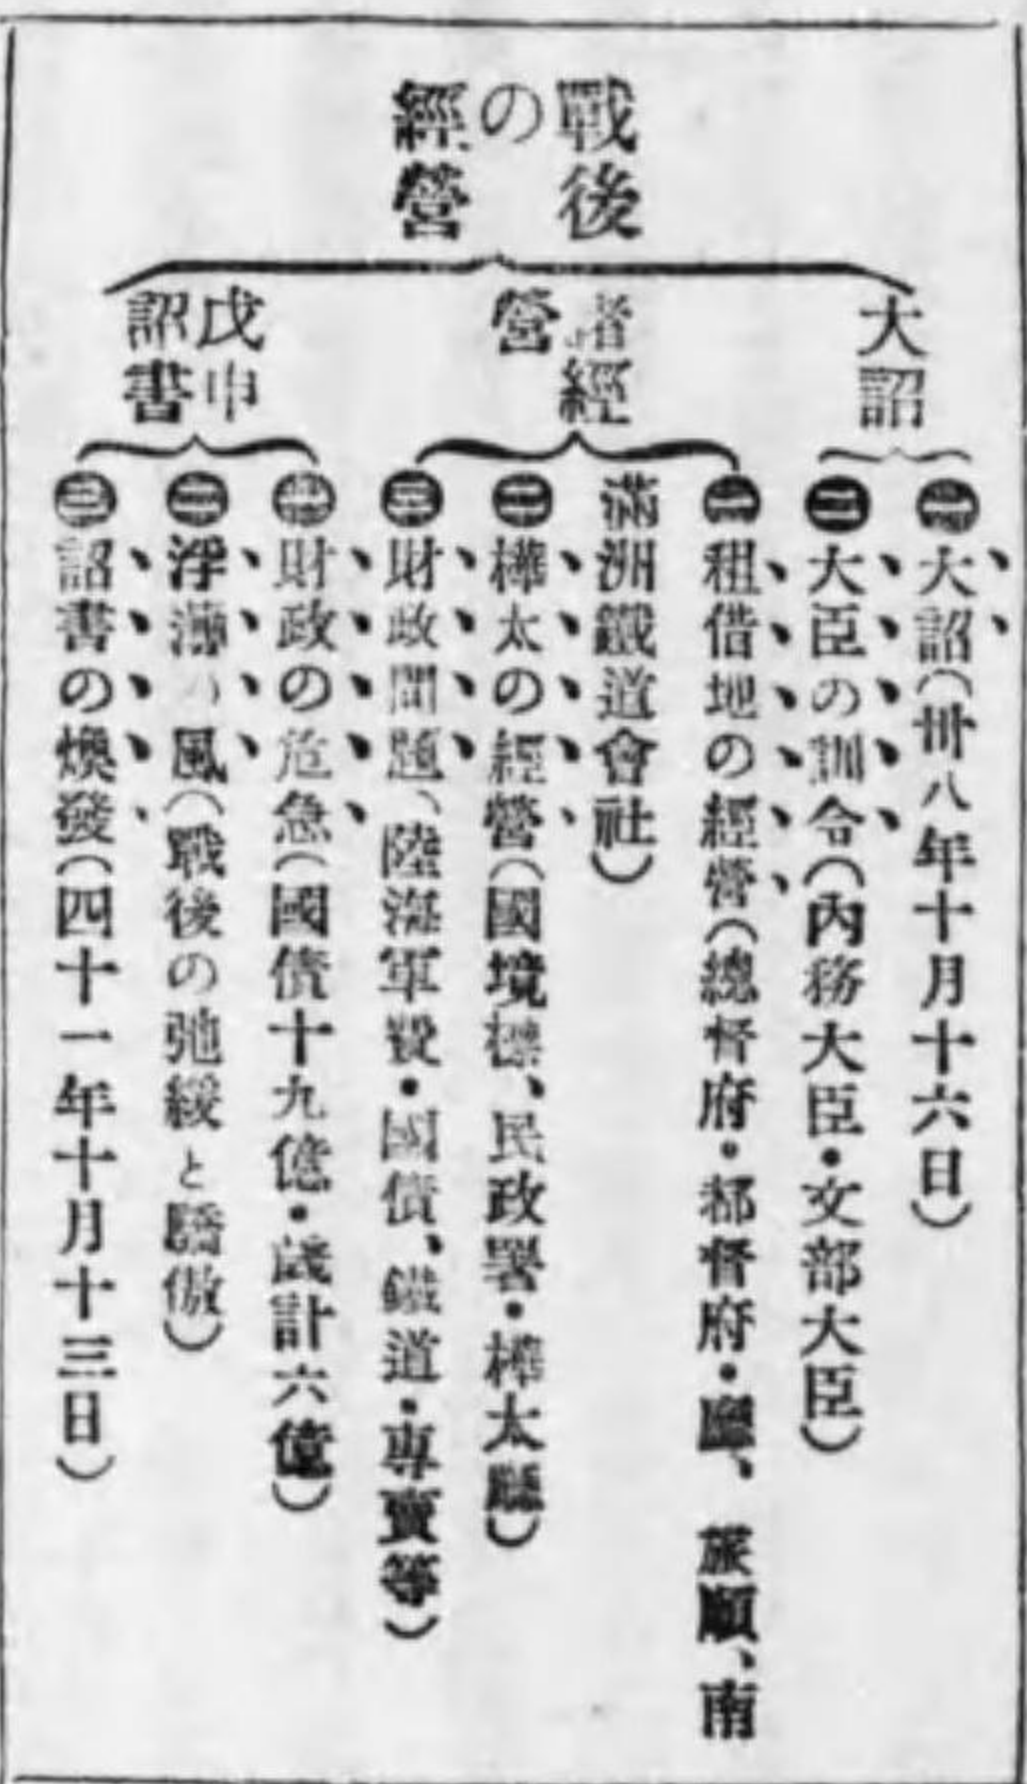 戰後
の
經營
大詔
㊀大詔(卅八年十月十六日)
㊁大臣の訓令(內務大臣・文部大臣)
諸經
營
㊀租借地の經營(總督府・都督府・廳、旅順、南
滿洲鐵道會社)
㊁樺太の經營(國境標、民政署・樺太廳)
㊂財政問題(陸海軍費・國債、鐵道・專賣等)
戊申
詔書
㊀財政の危急(國債十九億・歲計六億)
㊁浮薄の風(戰後の弛緩と驕傲)
㊂詔書の煥發(四十一年十月十三日)